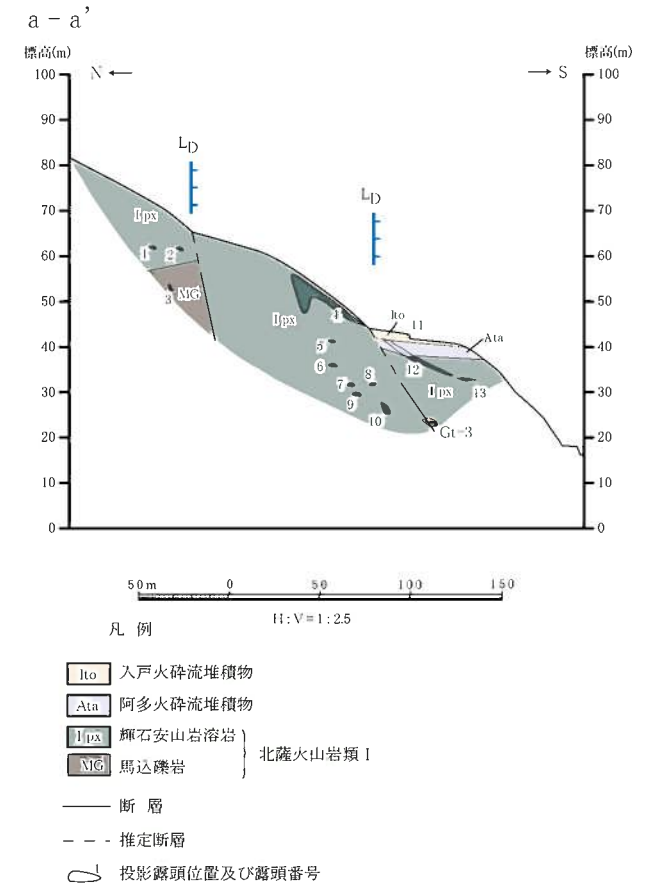 a − a’
標高(m) 標高(m)
100 N ← → S 100
90 90
80 LD 80
70 LD 70
I px
60 1 2 60
MG
50 3 50
I px 4 Ito 11
40 5 Ata 40
6 8 12
30 7 I px 13 30
9 10
20 Gt−3 20
10 10
0 0
50m 0 50 100 150
H:V=1:2.5
凡 例
Ito 入戸火砕流堆積物
Ata 阿多火砕流堆積物
I px 輝石安山岩溶岩
北薩火山岩類 I
MG 馬込礫岩
断 層
推定断層
1 投影露頭位置及び露頭番号